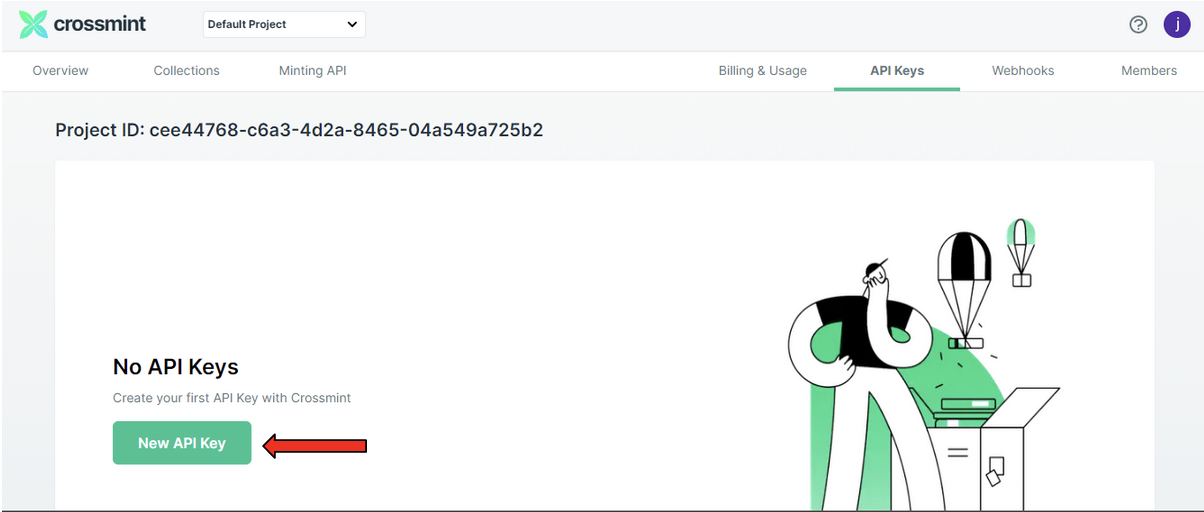 crossmint
Default Project
j
Overview
Collections
Minting API
Billing & Usage
API Keys
Webhooks
Members
Project ID: cee44768-c6a3-4d2a-8465-04a549a725b2
No API Keys
Create your first API Key with Crossmint
New API Key